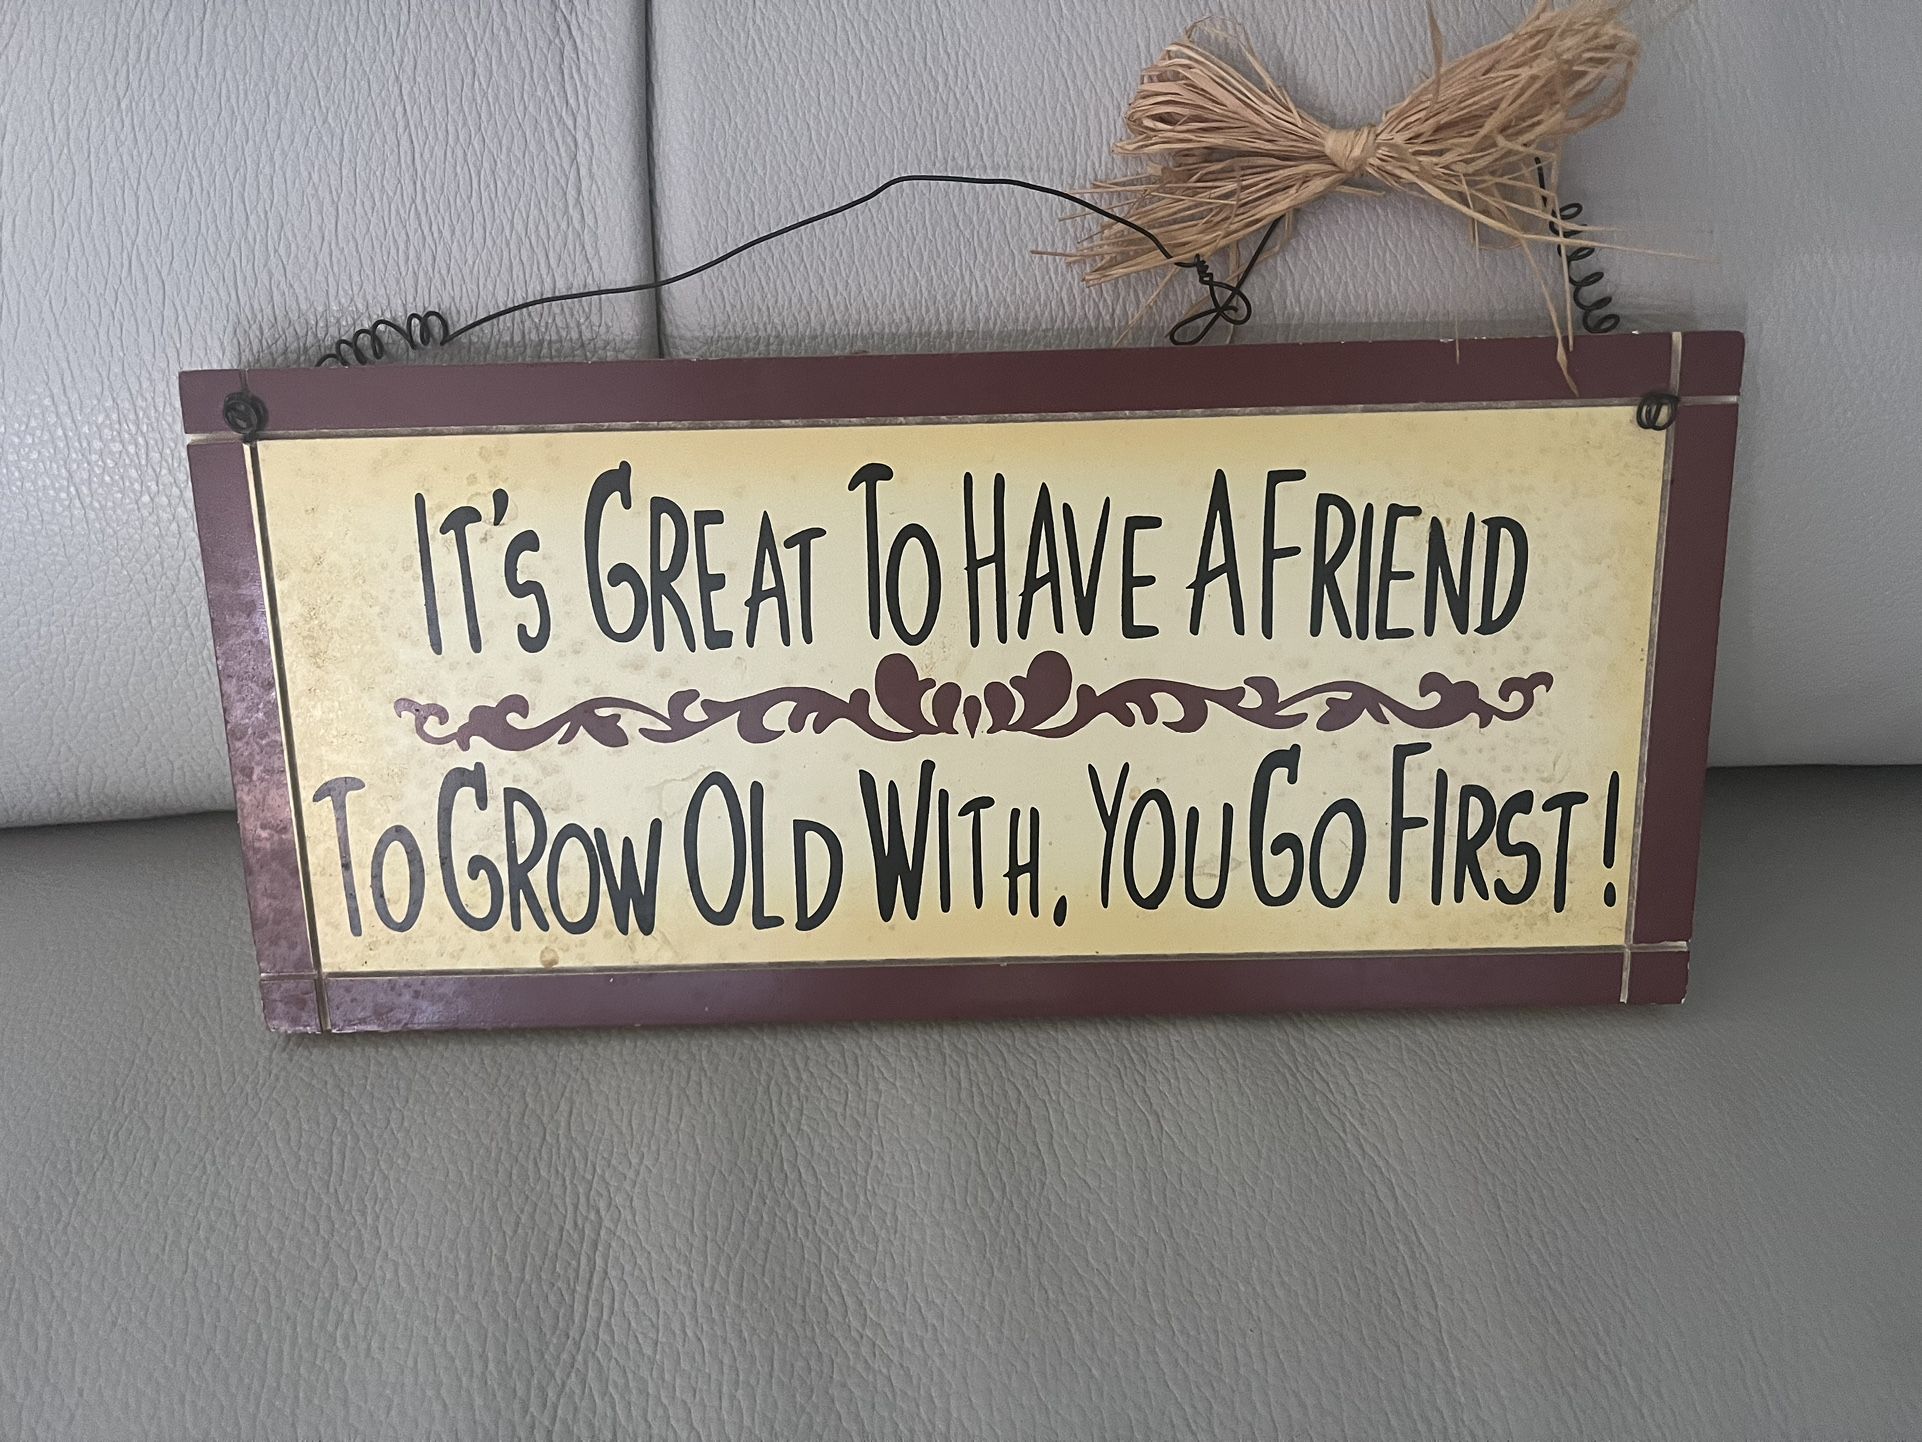 It's Great To Have A Friend
To Grow Old With, You Go First!